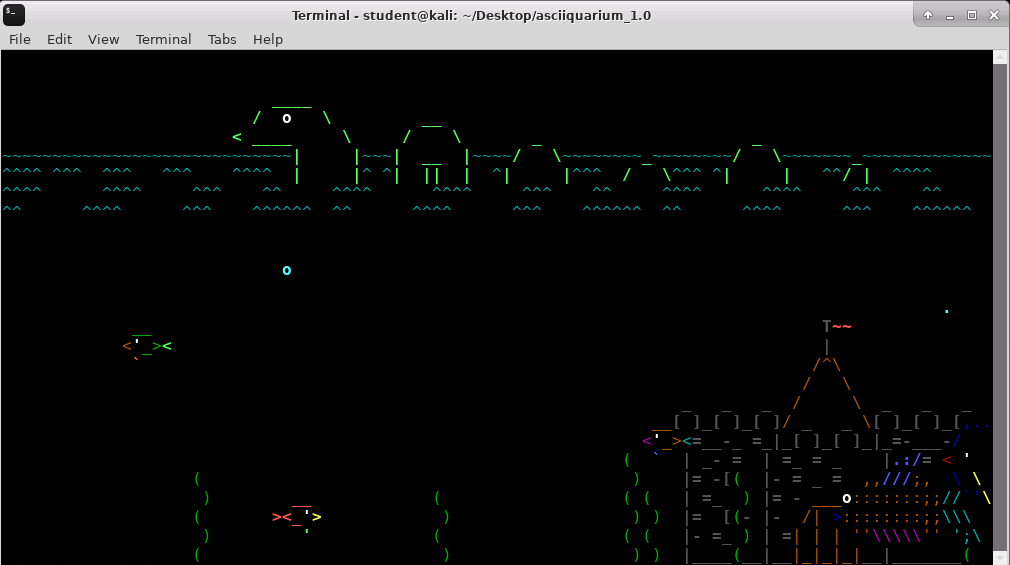 Terminal - student@kali: ~/Desktop/asciiquarium_1.0
File Edit View Terminal Tabs Help